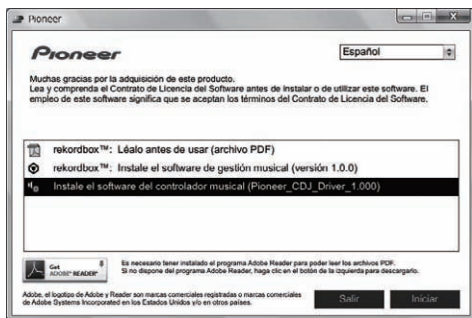 Pioneer
Pioneer
Español
Muchas gracias por la adquisición de este producto.
Lea y comprenda el Contrato de Licencia del Software antes de instalar o de utilizar este software. El
empleo de este software significa que se aceptan los términos del Contrato de Licencia del Software.
rekordbox™: Léalo antes de usar (archivo PDF)
rekordbox™: Instale el software de gestión musical (versión 1.0.0)
Instale el software del controlador musical (Pioneer_CDJ_Driver_1.000)
Get
ADOBE® READER®
Es necesario tener instalado el programa Adobe Reader para poder leer los archivos PDF.
Si no dispone del programa Adobe Reader, haga clic en el botón de la izquierda para descargarlo.
Adobe, el logotipo de Adobe y Reader son marcas comerciales registradas o marcas comerciales
de Adobe Systems Incorporated en los Estados Unidos y/o en otros países.
Salir
Iniciar